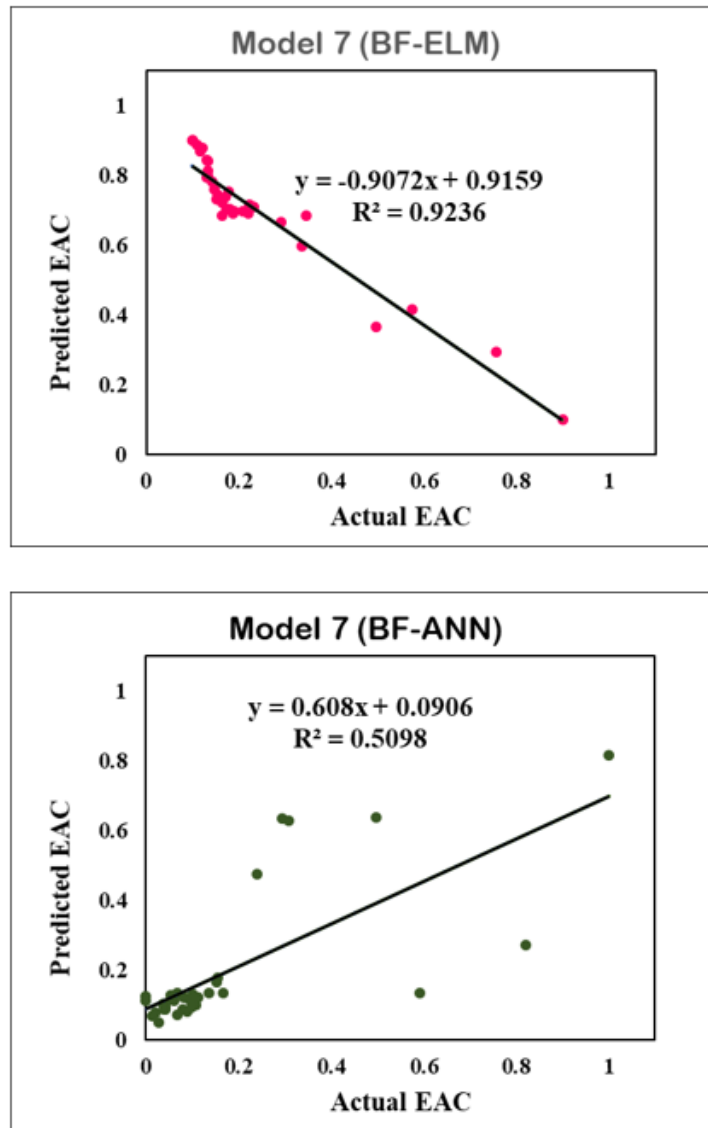 Model 7 (BF-ELM)
1
0.8
y = -0.9072x + 0.9159
R² = 0.9236
0.6
0.4
0.2
0
Predicted EAC
0 0.2 0.4 0.6 0.8 1
Actual EAC
Model 7 (BF-ANN)
1
y = 0.608x + 0.0906
R² = 0.5098
0.8
0.6
0.4
0.2
0
Predicted EAC
0 0.2 0.4 0.6 0.8 1
Actual EAC